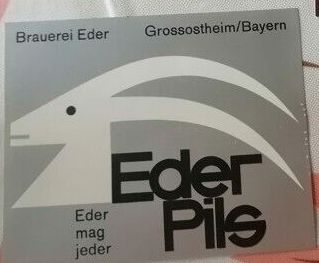 Brauerei Eder
Grossostheim/Bayern
Eder
Pils
Eder
mag
jeder